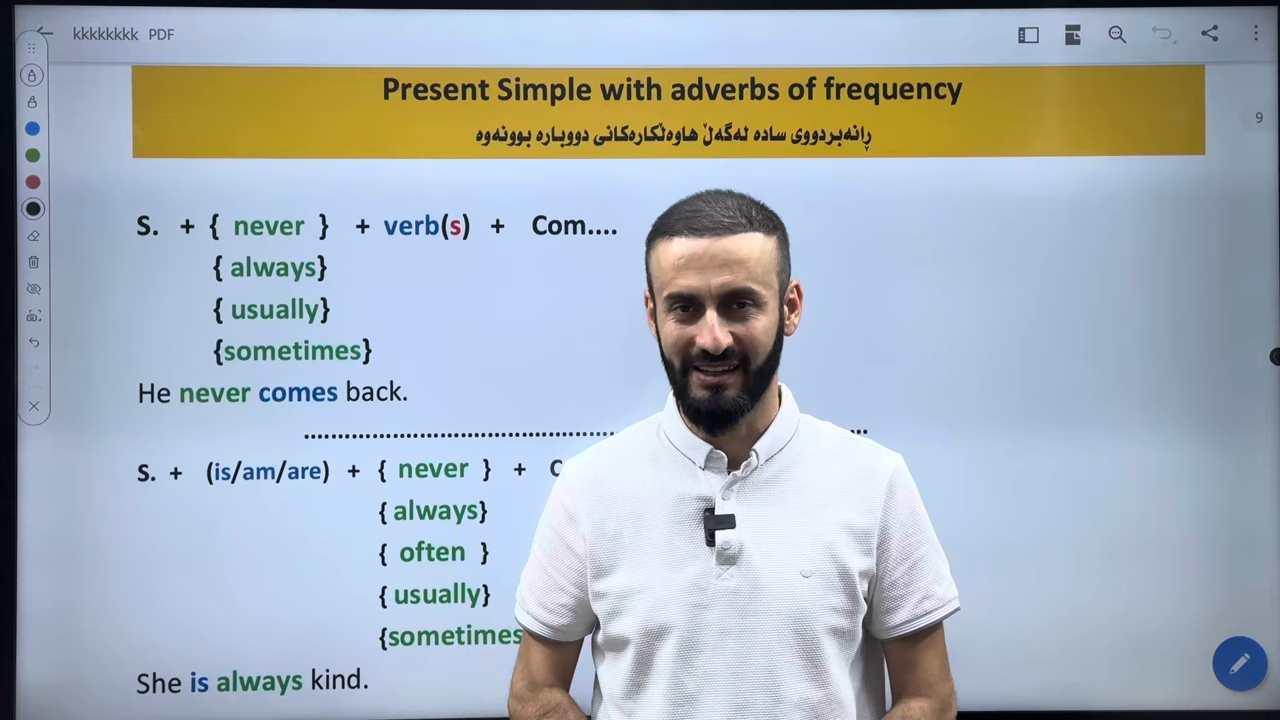 kkkkkkkk PDF
9
Present Simple with adverbs of frequency
ڕانەبردووی سادە لەگەڵ هاوەڵکارەکانی دووبارە بوونەوە
S. + { never } + verb(s) + Com....
{ always}
{ usually}
{sometimes}
He never comes back.
S. + (is/am/are) + { never } + C
{ always}
{ often }
{ usually}
{sometimes
She is always kind.